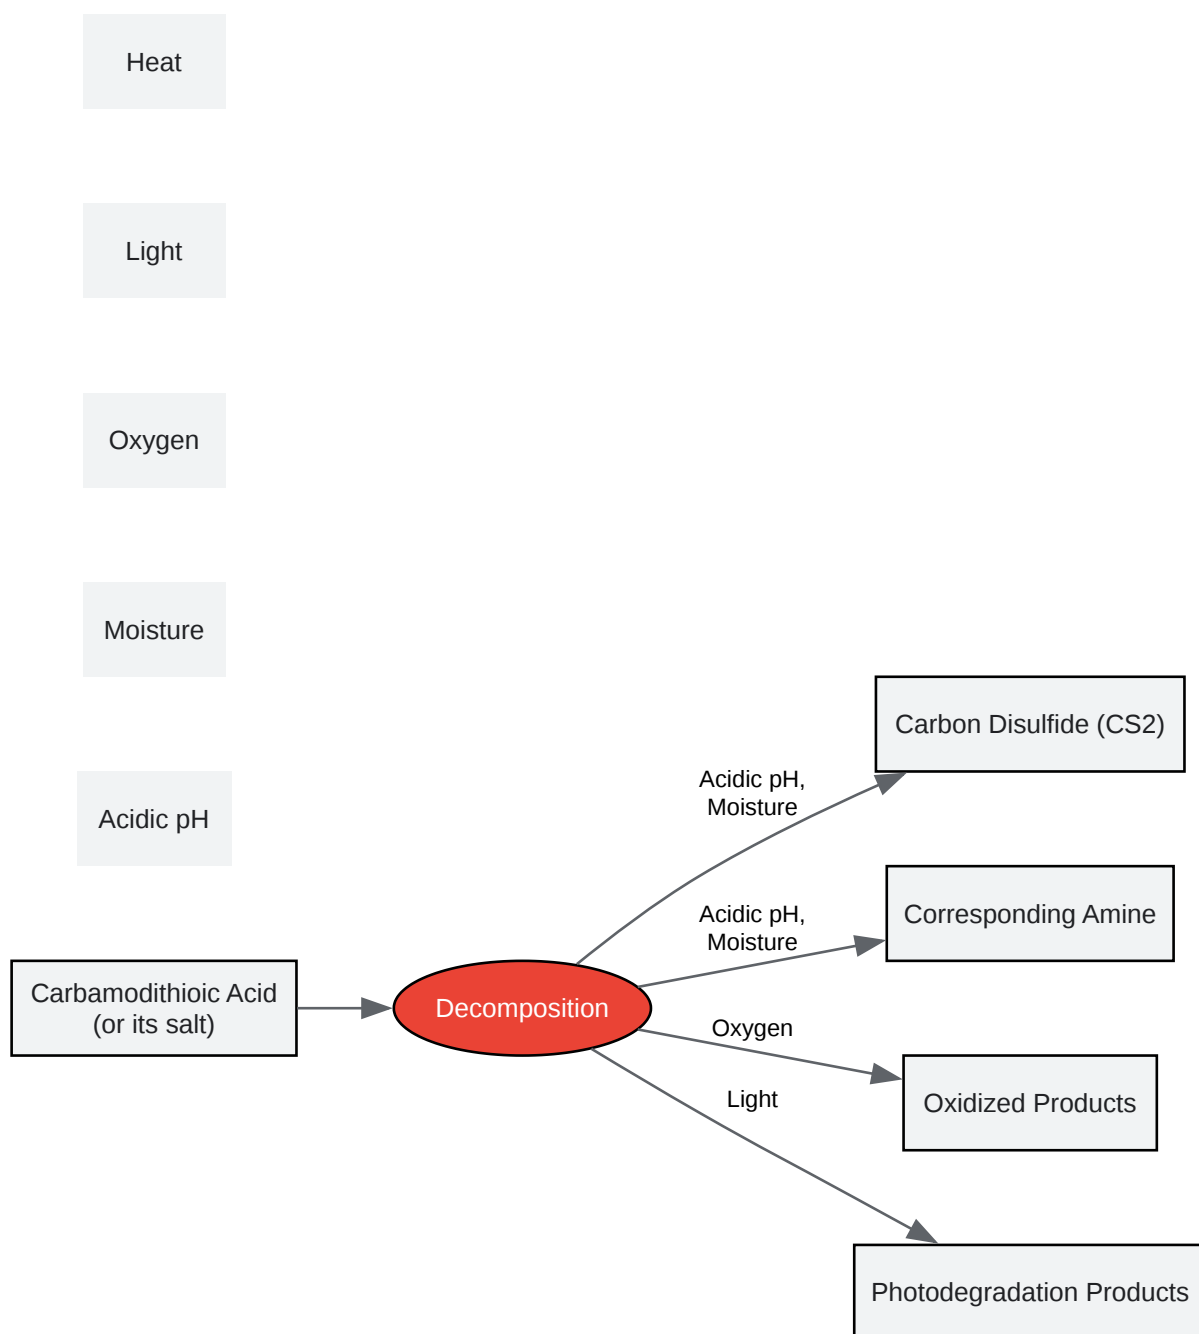 Heat
Light
Oxygen
Moisture
Acidic pH
Carbamodithioic Acid
(or its salt)
Decomposition
Acidic pH,
Moisture
Carbon Disulfide (CS2)
Acidic pH,
Moisture
Corresponding Amine
Oxygen
Oxidized Products
Light
Photodegradation Products